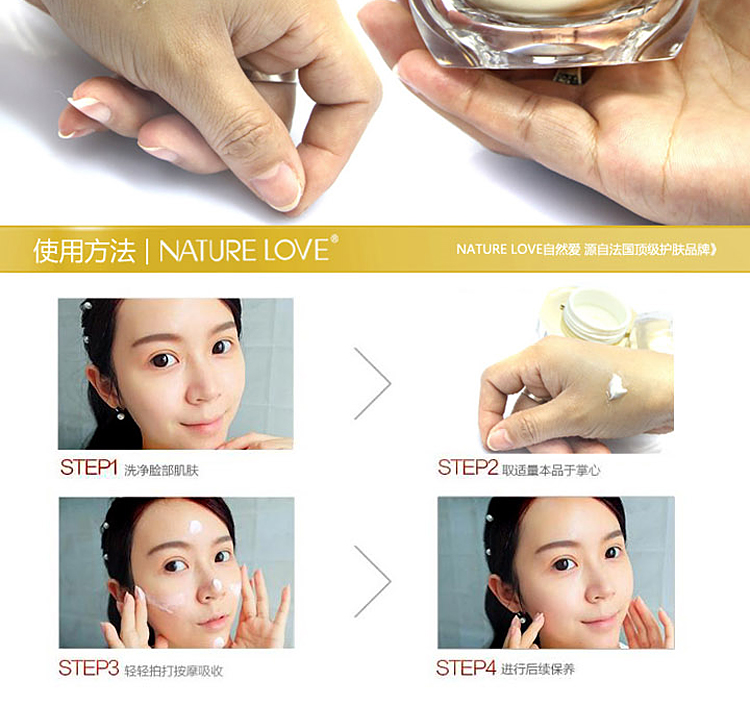 使用方法 | NATURE LOVE®
NATURE LOVE自然爱 源自法国顶级护肤品牌》
STEP1 洗净脸部肌肤
STEP2 取适量本品于掌心
STEP3 轻轻拍打按摩吸收
STEP4 进行后续保养